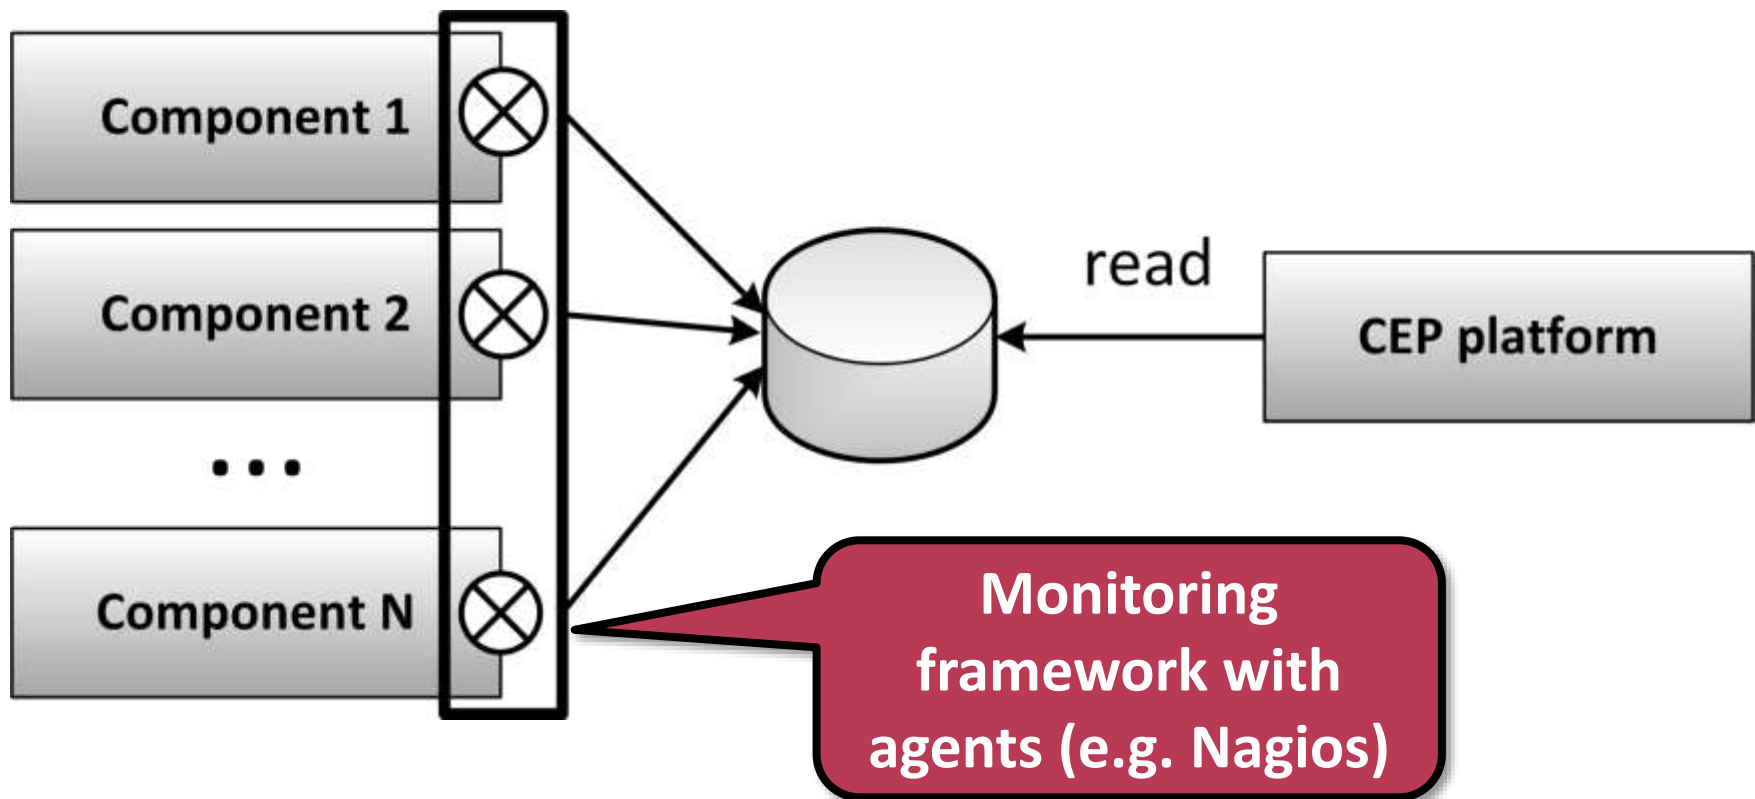 Component 1
Component 2
...
Component N
read
CEP platform
Monitoring
framework with
agents (e.g. Nagios)